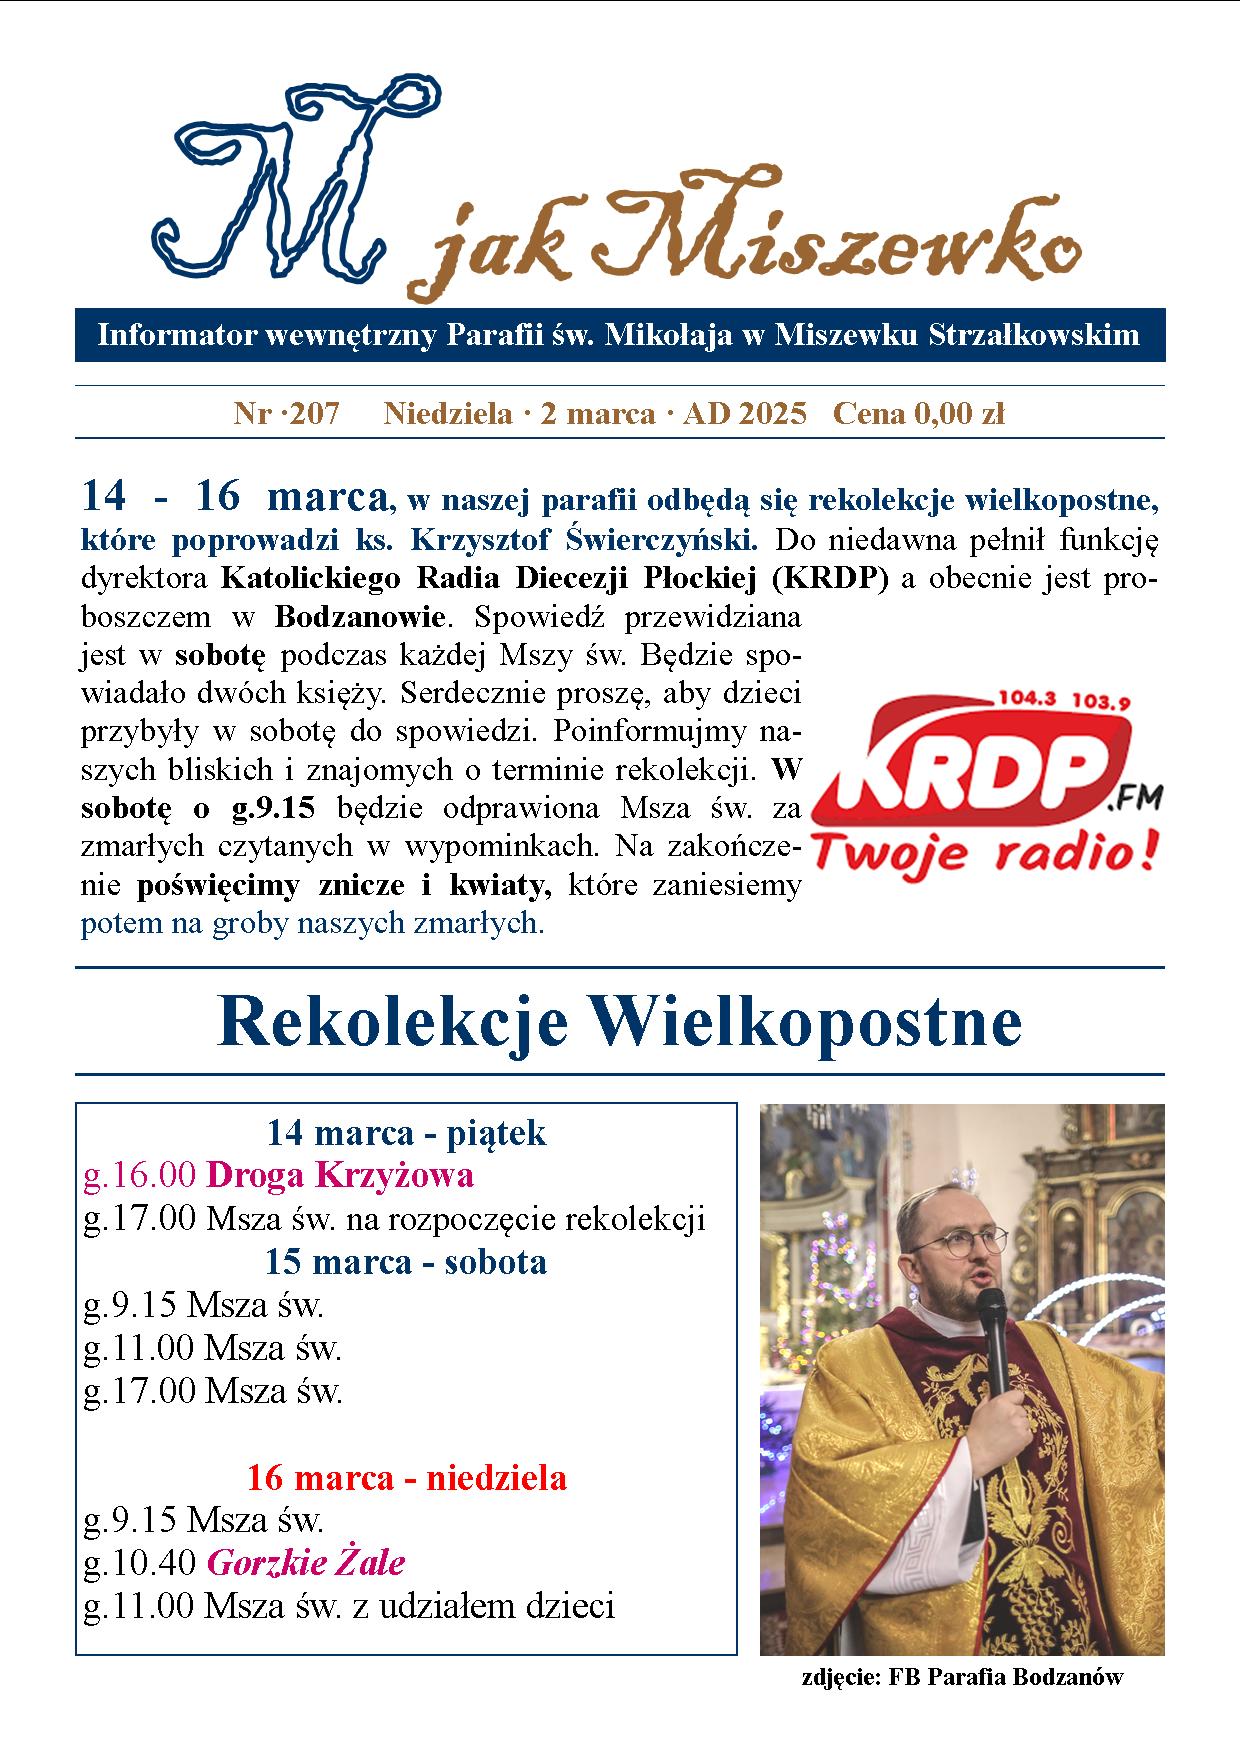 M jak Miszewko
Informator wewnętrzny Parafii św. Mikołaja w Miszewku Strzałkowskim
Nr ·207 Niedziela · 2 marca · AD 2025 Cena 0,00 zł
14 - 16 marca, w naszej parafii odbędą się rekolekcje wielkopostne,
które poprowadzi ks. Krzysztof Świerczyński. Do niedawna pełnił funkcję
dyrektora Katolickiego Radia Diecezji Płockiej (KRDP) a obecnie jest pro-
boszczem w Bodzanowie. Spowiedź przewidziana
jest w sobotę podczas każdej Mszy św. Będzie spo-
wiadało dwóch księży. Serdecznie proszę, aby dzieci
przybyły w sobotę do spowiedzi. Poinformujmy na-
szych bliskich i znajomych o terminie rekolekcji. W
sobotę o g.9.15 będzie odprawiona Msza św. za
zmarłych czytanych w wypominkach. Na zakończe-
nie poświęcimy znicze i kwiaty, które zaniesiemy
potem na groby naszych zmarłych.
104.3 103.9
KRDP.FM
Twoje radio!
Rekolekcje Wielkopostne
14 marca - piątek
g.16.00 Droga Krzyżowa
g.17.00 Msza św. na rozpoczęcie rekolekcji
15 marca - sobota
g.9.15 Msza św.
g.11.00 Msza św.
g.17.00 Msza św.
16 marca - niedziela
g.9.15 Msza św.
g.10.40 Gorzkie Żale
g.11.00 Msza św. z udziałem dzieci
zdjęcie: FB Parafia Bodzanów